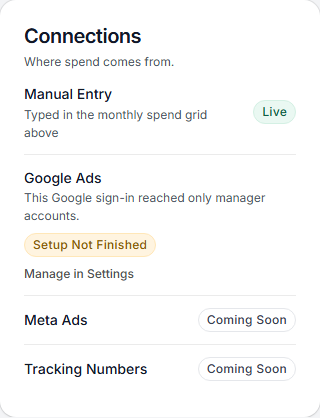 Connections
Where spend comes from.
Manual Entry
Typed in the monthly spend grid
above
Live
Google Ads
This Google sign-in reached only manager
accounts.
Setup Not Finished
Manage in Settings
Meta Ads
Coming Soon
Tracking Numbers
Coming Soon